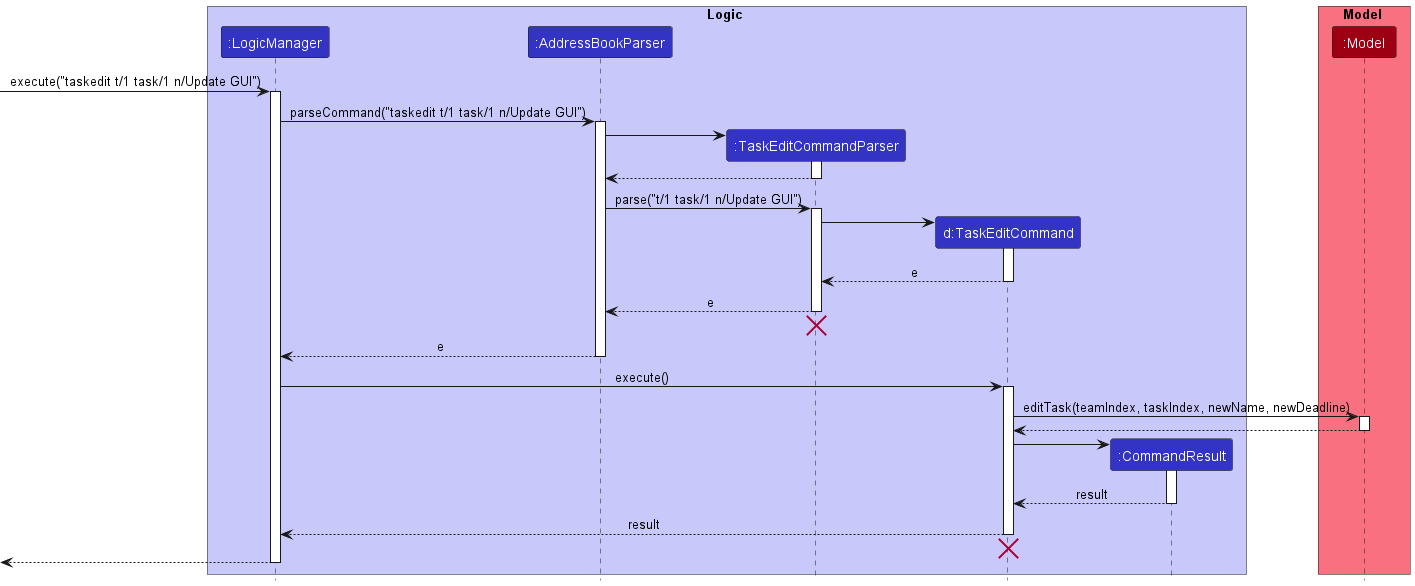 Logic
Model
:LogicManager
:AddressBookParser
:Model
execute("taskedit t/1 task/1 n/Update GUI")
parseCommand("taskedit t/1 task/1 n/Update GUI")
:TaskEditCommandParser
parse("t/1 task/1 n/Update GUI")
d:TaskEditCommand
e
e
e
execute()
editTask(teamIndex, taskIndex, newName, newDeadline)
:CommandResult
result
result